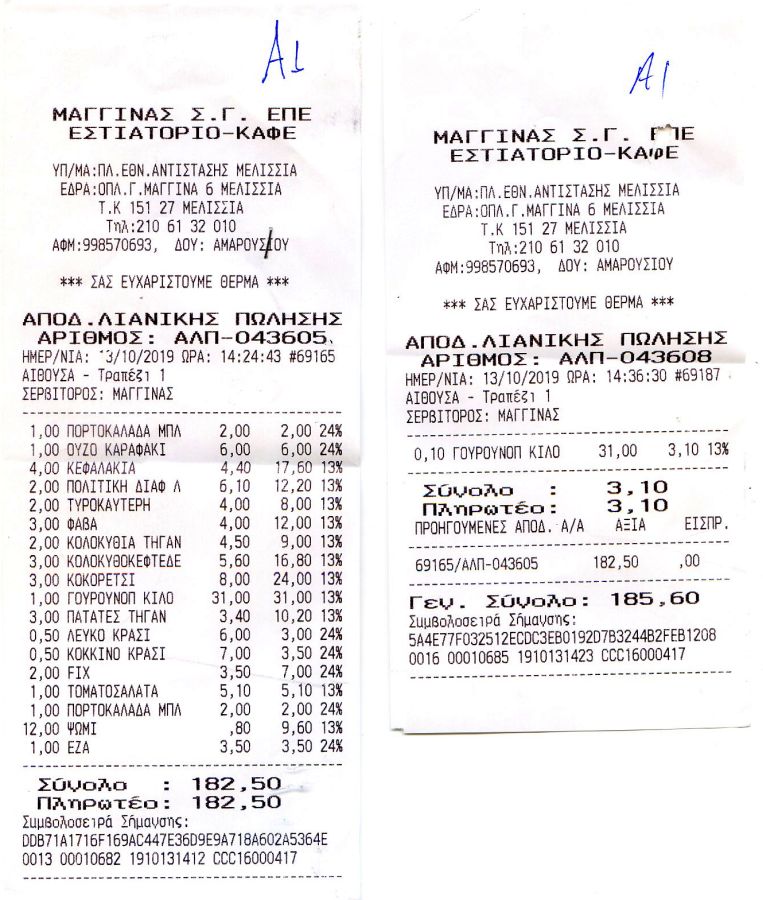 A1
ΜΑΓΓΙΝΑΣ Σ.Γ. ΕΠΕ
ΕΣΤΙΑΤΟΡΙΟ-ΚΑΦΕ
ΥΠ/ΜΑ:ΠΛ.ΕΘΝ.ΑΝΤΙΣΤΑΣΗΣ ΜΕΛΙΣΣΙΑ
ΕΔΡΑ:ΟΠΛ.Γ.ΜΑΓΓΙΝΑ 6 ΜΕΛΙΣΣΙΑ
Τ.Κ 151 27 ΜΕΛΙΣΣΙΑ
Τηλ:210 61 32 010
ΑΦΜ:998570693, ΔΟΥ: ΑΜΑΡΟΥΣΙΟΥ
*** ΣΑΣ ΕΥΧΑΡΙΣΤΟΥΜΕ ΘΕΡΜΑ ***
ΑΠΟΔ.ΛΙΑΝΙΚΗΣ ΠΩΛΗΣΗΣ
ΑΡΙΘΜΟΣ: ΑΛΠ-043605
ΗΜΕΡ/ΝΙΑ: 13/10/2019 ΩΡΑ: 14:24:43 #69165
ΑΙΘΟΥΣΑ - Τραπέζι 1
ΣΕΡΒΙΤΟΡΟΣ: ΜΑΓΓΙΝΑΣ
1,00 ΠΟΡΤΟΚΑΛΑΔΑ ΜΠΛ 2,00 2,00 24%
1,00 ΟΥΖΟ ΚΑΡΑΦΑΚΙ 6,00 6,00 24%
4,00 ΚΕΦΑΛΑΚΙΑ 4,40 17,60 13%
2,00 ΠΟΛΙΤΙΚΗ ΔΙΑΦ Λ 6,10 12,20 13%
2,00 ΤΥΡΟΚΑΥΤΕΡΗ 4,00 8,00 13%
3,00 ΦΑΒΑ 4,00 12,00 13%
2,00 ΚΟΛΟΚΥΘΙΑ ΤΗΓΑΝ 4,50 9,00 13%
3,00 ΚΟΛΟΚΥΘΟΚΕΦΤΕΔΕ 5,60 16,80 13%
3,00 ΚΟΚΟΡΕΤΣΙ 8,00 24,00 13%
1,00 ΓΟΥΡΟΥΝΟΠ ΚΙΛΟ 31,00 31,00 13%
3,00 ΠΑΤΑΤΕΣ ΤΗΓΑΝ 3,40 10,20 13%
0,50 ΛΕΥΚΟ ΚΡΑΣΙ 6,00 3,00 24%
0,50 ΚΟΚΚΙΝΟ ΚΡΑΣΙ 7,00 3,50 24%
2,00 FIX 3,50 7,00 24%
1,00 ΤΟΜΑΤΟΣΑΛΑΤΑ 5,10 5,10 13%
1,00 ΠΟΡΤΟΚΑΛΑΔΑ ΜΠΛ 2,00 2,00 24%
12,00 ΨΩΜΙ ,80 9,60 13%
1,00 ΕΖΑ 3,50 3,50 24%
Σύνολο : 182,50
Πληρωτέο: 182,50
Συμβολοσειρά Σήμανσης:
DDB71A1716F169AC447E36D9E9A718A602A5364E
0013 00010682 1910131412 CCC16000417
A1
ΜΑΓΓΙΝΑΣ Σ.Γ. ΕΠΕ
ΕΣΤΙΑΤΟΡΙΟ-ΚΑΦΕ
ΥΠ/ΜΑ:ΠΛ.ΕΘΝ.ΑΝΤΙΣΤΑΣΗΣ ΜΕΛΙΣΣΙΑ
ΕΔΡΑ:ΟΠΛ.Γ.ΜΑΓΓΙΝΑ 6 ΜΕΛΙΣΣΙΑ
Τ.Κ 151 27 ΜΕΛΙΣΣΙΑ
Τηλ:210 61 32 010
ΑΦΜ:998570693, ΔΟΥ: ΑΜΑΡΟΥΣΙΟΥ
*** ΣΑΣ ΕΥΧΑΡΙΣΤΟΥΜΕ ΘΕΡΜΑ ***
ΑΠΟΔ.ΛΙΑΝΙΚΗΣ ΠΩΛΗΣΗΣ
ΑΡΙΘΜΟΣ: ΑΛΠ-043608
ΗΜΕΡ/ΝΙΑ: 13/10/2019 ΩΡΑ: 14:36:30 #69187
ΑΙΘΟΥΣΑ - Τραπέζι 1
ΣΕΡΒΙΤΟΡΟΣ: ΜΑΓΓΙΝΑΣ
0,10 ΓΟΥΡΟΥΝΟΠ ΚΙΛΟ 31,00 3,10 13%
Σύνολο : 3,10
Πληρωτέο: 3,10
ΠΡΟΗΓΟΥΜΕΝΕΣ ΑΠΟΔ. Α/Α ΑΞΙΑ ΕΙΣΠΡ.
69165/ΑΛΠ-043605 182,50 ,00
Γεν. Σύνολο: 185,60
Συμβολοσειρά Σήμανσης:
5A4E77F032512ECDC3EB0192D7B3244B2FEB1208
0016 00010685 1910131423 CCC16000417